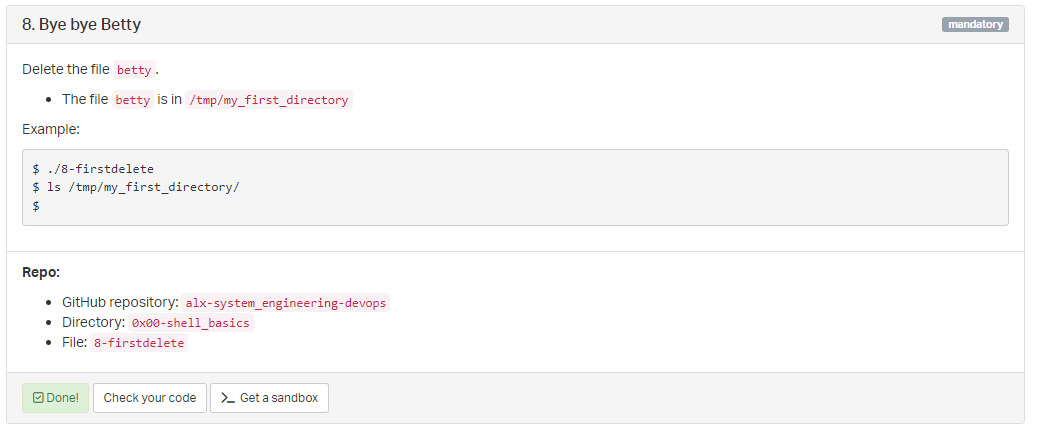 8. Bye bye Betty
mandatory
Delete the file betty.
The file betty is in /tmp/my_first_directory
Example:
$ ./8-firstdelete
$ ls /tmp/my_first_directory/
$
Repo:
GitHub repository: alx-system_engineering-devops
Directory: 0x00-shell_basics
File: 8-firstdelete
Done!
Check your code
>_ Get a sandbox